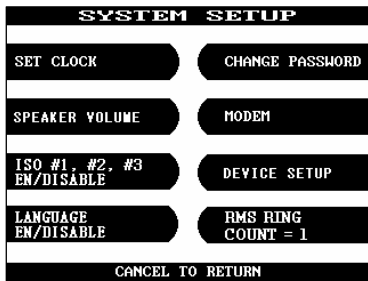 SYSTEM SETUP
SET CLOCK
CHANGE PASSWORD
SPEAKER VOLUME
MODEM
ISO #1, #2, #3
EN/DISABLE
DEVICE SETUP
LANGUAGE
EN/DISABLE
RMS RING
COUNT = 1
CANCEL TO RETURN